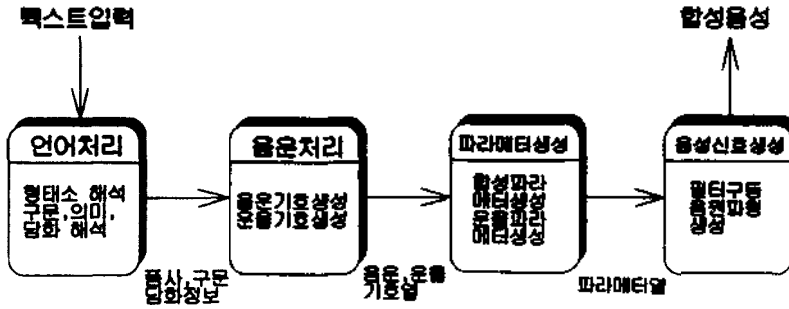 텍스트입력
합성음성
언어처리
형태소 해석
구문,의미,
담화 해석
음운처리
음운기호생성
운율기호설성
파라메터생성
합성파라
메터생성
운율파라
메터생성
음성신호생성
필터구동
음원파형
생성
품사,구문
담화정보
음운,운율
기호열
파라메타열